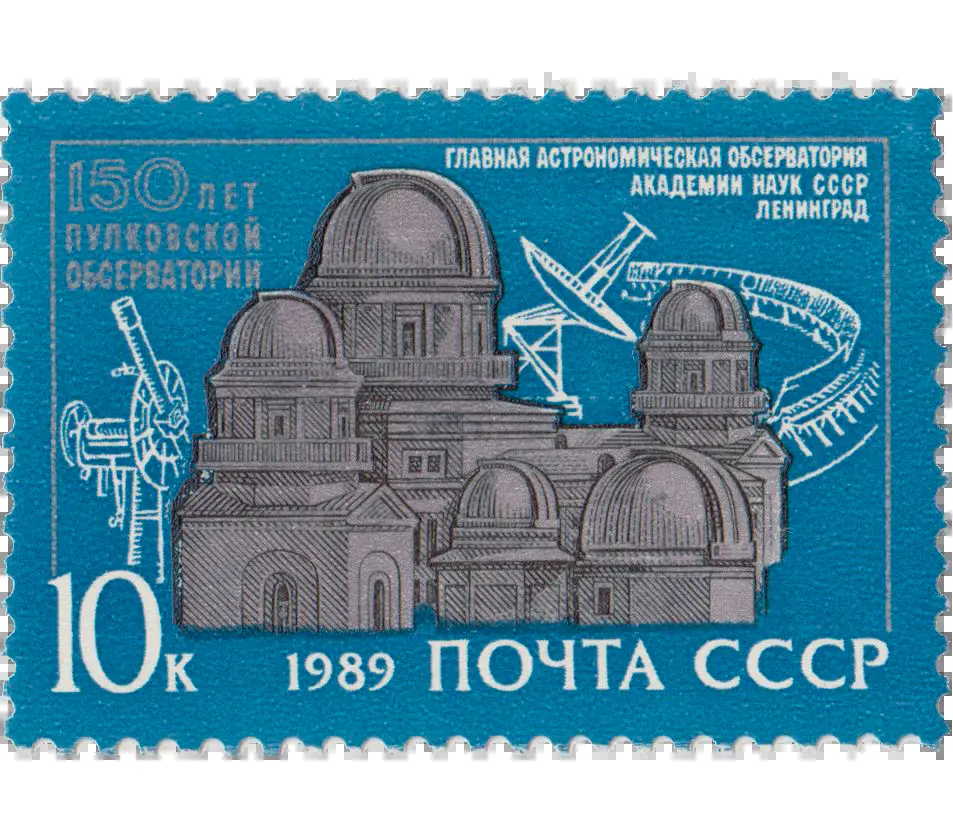 150 ЛЕТ
ПУЛКОВСКОЙ
ОБСЕРВАТОРИИ
ГЛАВНАЯ АСТРОНОМИЧЕСКАЯ ОБСЕРВАТОРИЯ
АКАДЕМИИ НАУК СССР
ЛЕНИНГРАД
10к 1989 ПОЧТА СССР